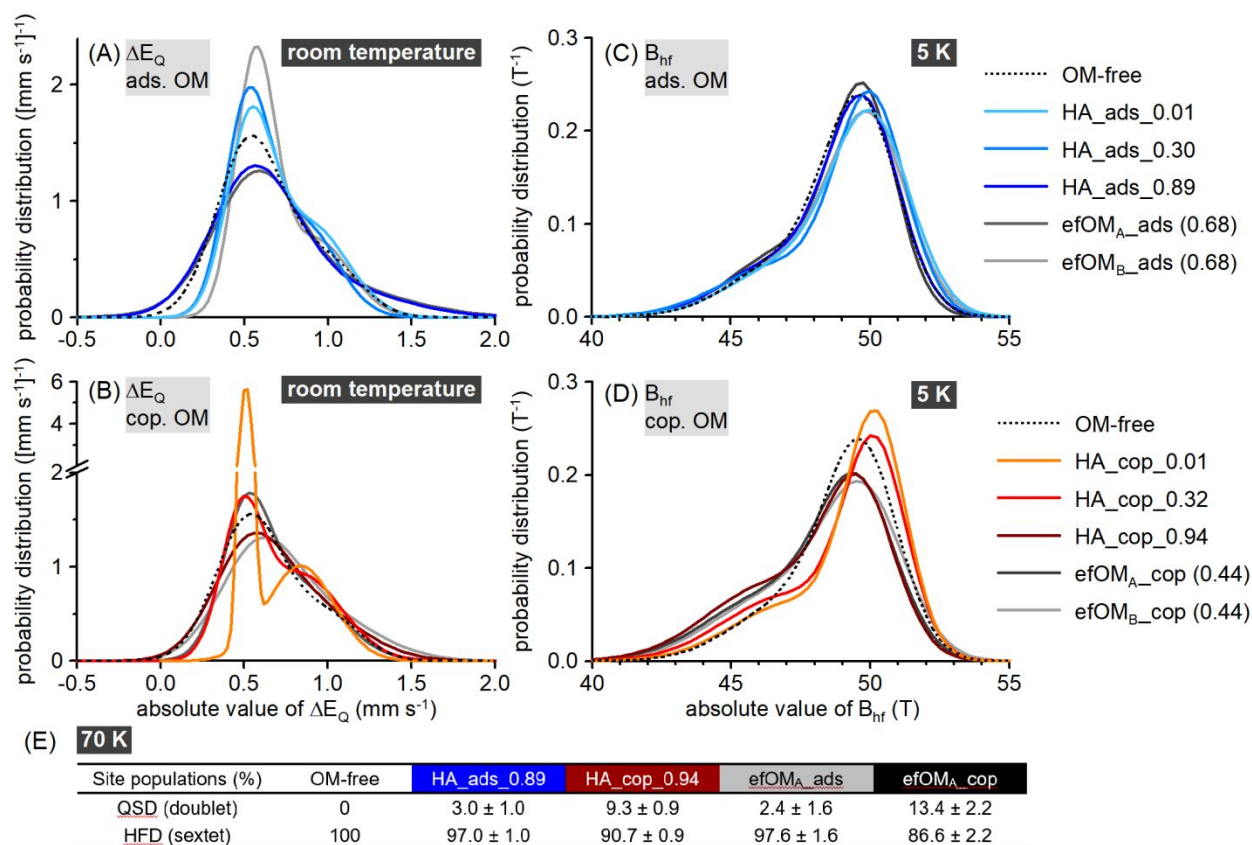 (A) ΔE_Q ads. OM room temperature
probability distribution ([mm s⁻¹]⁻¹)
2
1
0
-0.5 0.0 0.5 1.0 1.5 2.0
(C) B_hf ads. OM 5 K
probability distribution (T⁻¹)
0.3
0.2
0.1
0.0
40 45 50 55
OM-free
HA_ads_0.01
HA_ads_0.30
HA_ads_0.89
efOM_A_ads (0.68)
efOM_B_ads (0.68)
(B) ΔE_Q cop. OM room temperature
probability distribution ([mm s⁻¹]⁻¹)
6
4
2
2
1
0
-0.5 0.0 0.5 1.0 1.5 2.0
absolute value of ΔE_Q (mm s⁻¹)
(D) B_hf cop. OM 5 K
probability distribution (T⁻¹)
0.3
0.2
0.1
0.0
40 45 50 55
absolute value of B_hf (T)
OM-free
HA_cop_0.01
HA_cop_0.32
HA_cop_0.94
efOM_A_cop (0.44)
efOM_B_cop (0.44)
(E) 70 K
Site populations (%) OM-free HA_ads_0.89 HA_cop_0.94 efOM_A_ads efOM_A_cop
QSD (doublet) 0 3.0 ± 1.0 9.3 ± 0.9 2.4 ± 1.6 13.4 ± 2.2
HFD (sextet) 100 97.0 ± 1.0 90.7 ± 0.9 97.6 ± 1.6 86.6 ± 2.2